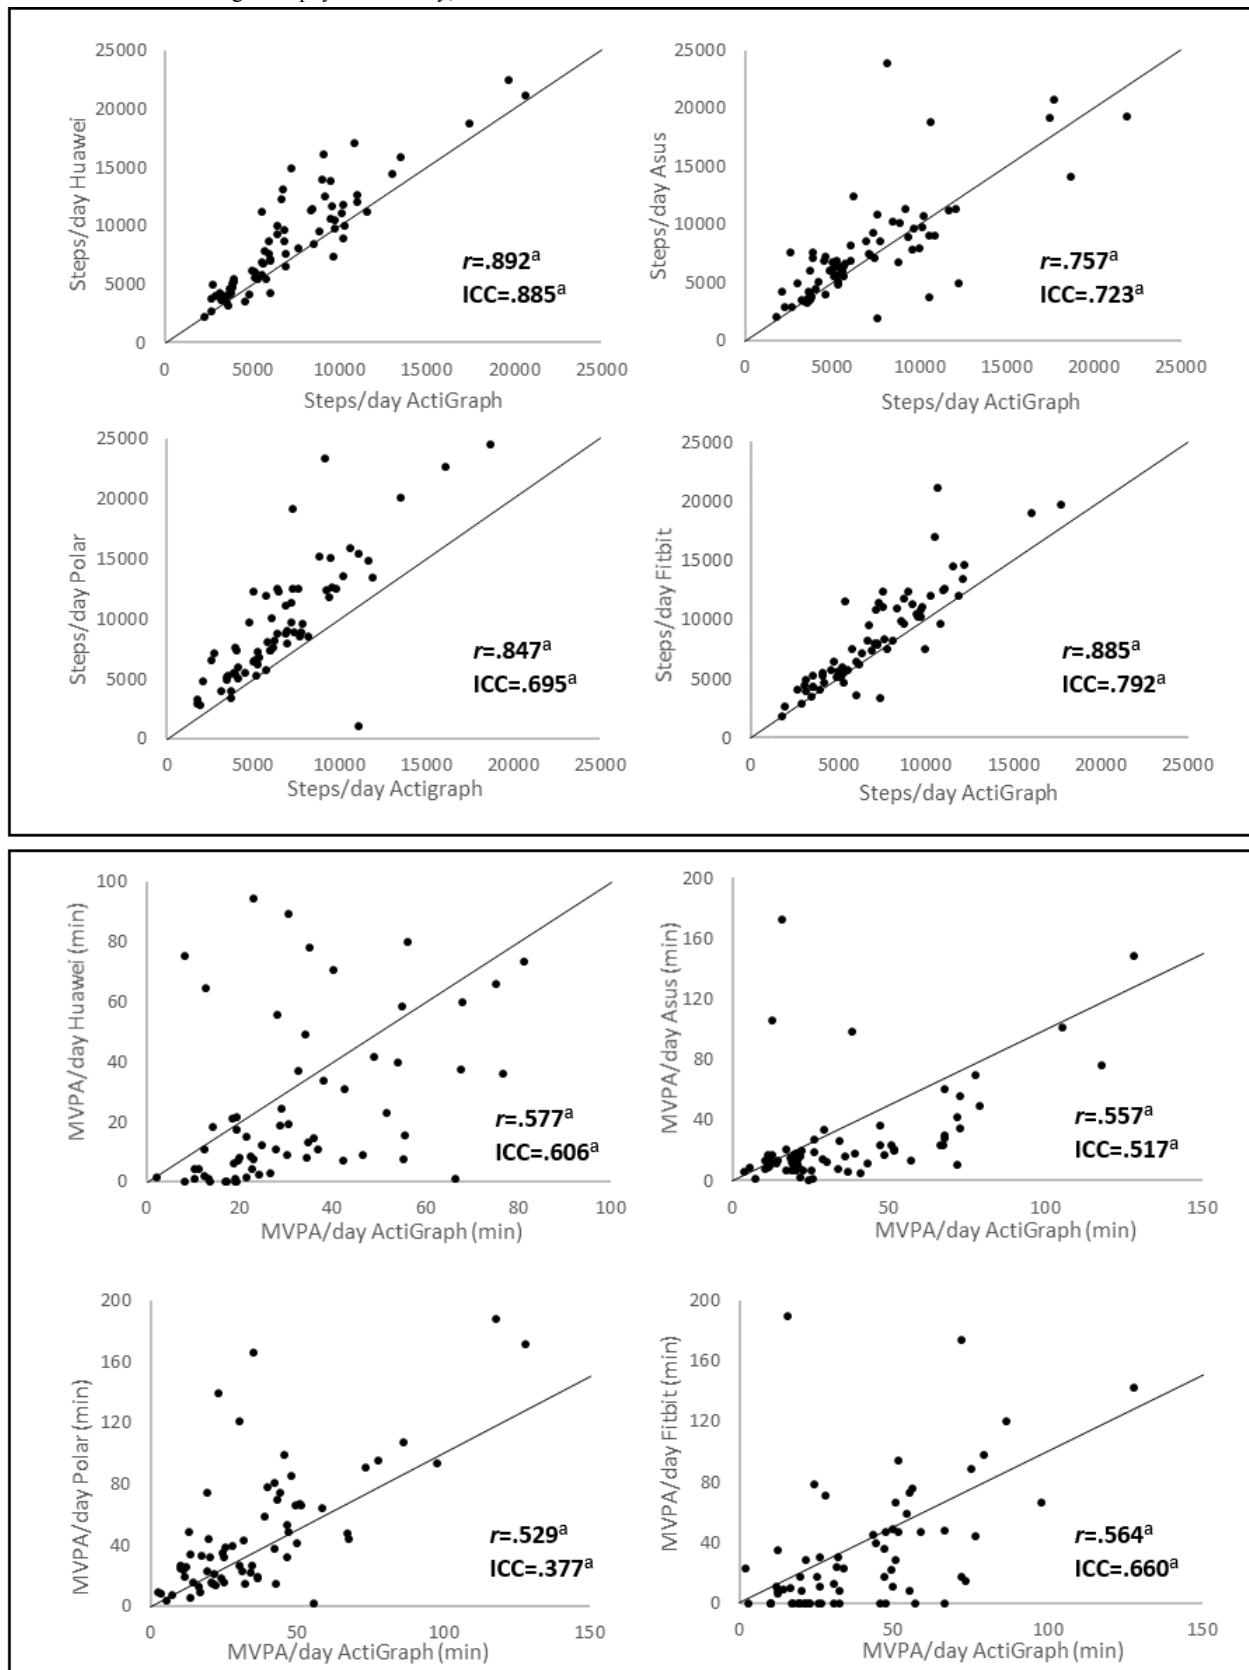 25000
20000
15000
10000
5000
0
Steps/day Huawei
r=.892a
ICC=.885a
0 5000 10000 15000 20000 25000
Steps/day ActiGraph
25000
20000
15000
10000
5000
0
Steps/day Asus
r=.757a
ICC=.723a
0 5000 10000 15000 20000 25000
Steps/day ActiGraph
25000
20000
15000
10000
5000
0
Steps/day Polar
r=.847a
ICC=.695a
0 5000 10000 15000 20000 25000
Steps/day Actigraph
25000
20000
15000
10000
5000
0
Steps/day Fitbit
r=.885a
ICC=.792a
0 5000 10000 15000 20000 25000
Steps/day ActiGraph
100
80
60
40
20
0
MVPA/day Huawei (min)
r=.577a
ICC=.606a
0 20 40 60 80 100
MVPA/day ActiGraph (min)
200
160
120
80
40
0
MVPA/day Asus (min)
r=.557a
ICC=.517a
0 50 100 150
MVPA/day ActiGraph (min)
200
160
120
80
40
0
MVPA/day Polar (min)
r=.529a
ICC=.377a
0 50 100 150
MVPA/day ActiGraph (min)
200
160
120
80
40
0
MVPA/day Fitbit (min)
r=.564a
ICC=.660a
0 50 100 150
MVPA/day ActiGraph (min)